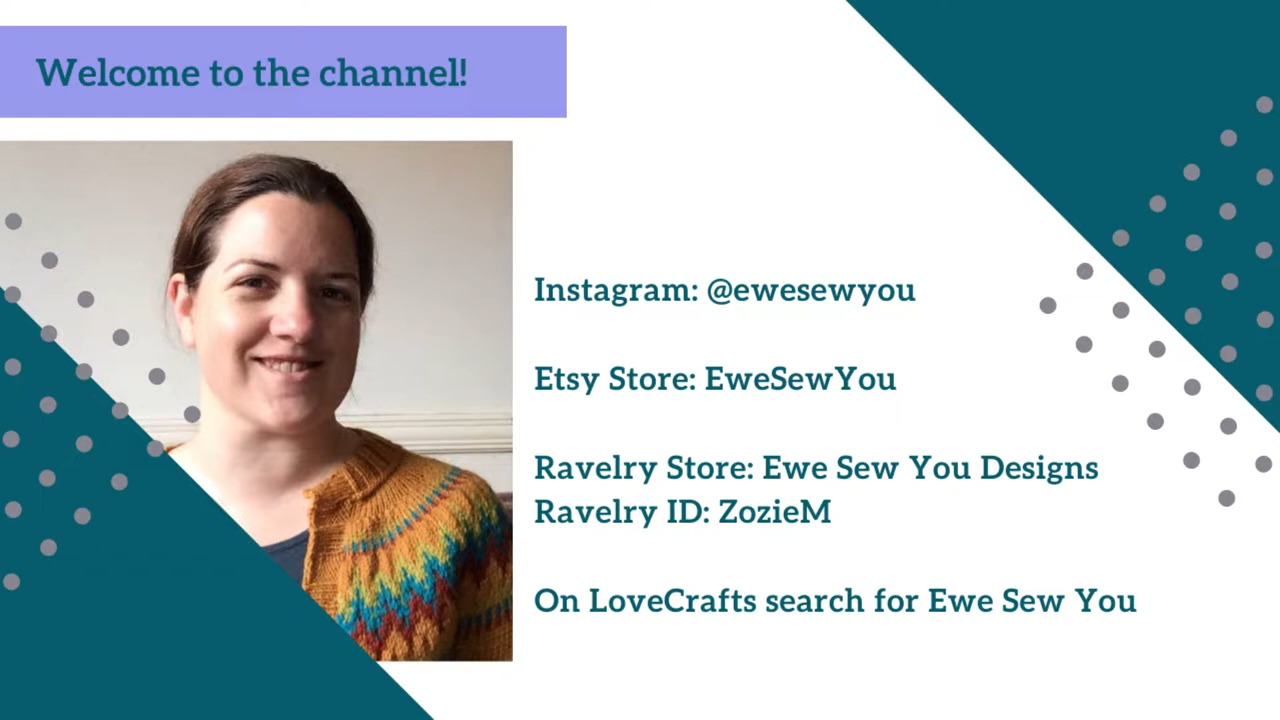 Welcome to the channel!
Instagram: @ewesewyou
Etsy Store: EweSewYou
Ravelry Store: Ewe Sew You Designs
Ravelry ID: ZozieM
On LoveCrafts search for Ewe Sew You